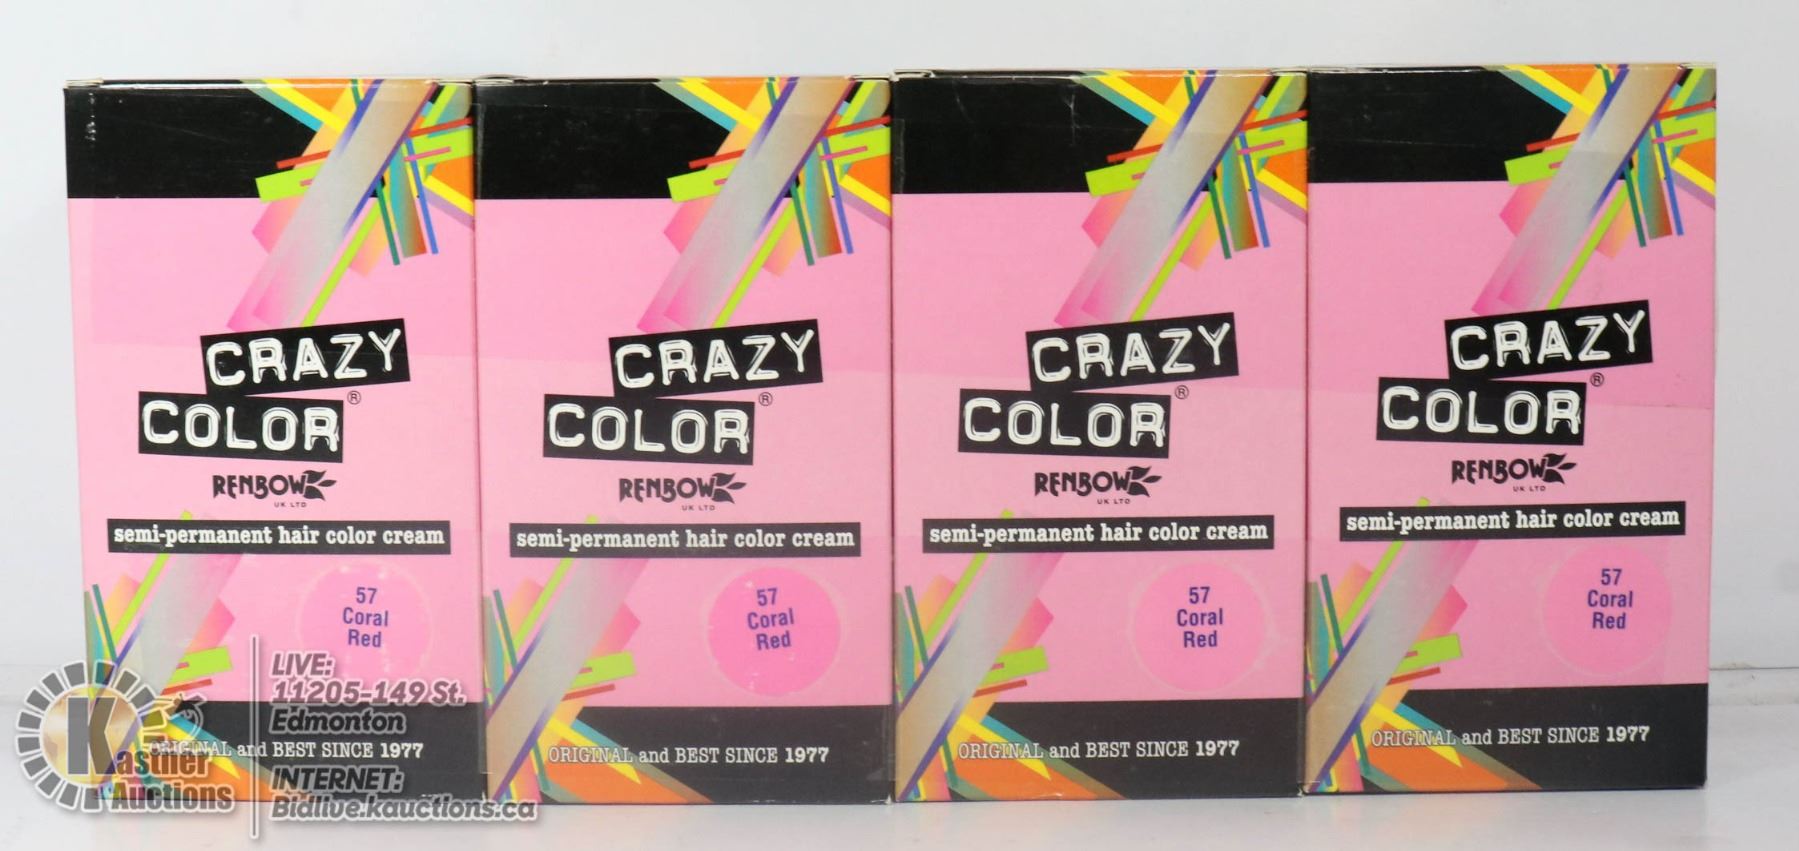 CRAZY
COLOR®
RENBOW
UK LTD
semi-permanent hair color cream
57
Coral
Red
ORIGINAL and BEST SINCE 1977
CRAZY
COLOR®
RENBOW
UK LTD
semi-permanent hair color cream
57
Coral
Red
ORIGINAL and BEST SINCE 1977
CRAZY
COLOR®
RENBOW
UK LTD
semi-permanent hair color cream
57
Coral
Red
ORIGINAL and BEST SINCE 1977
CRAZY
COLOR®
RENBOW
UK LTD
semi-permanent hair color cream
57
Coral
Red
ORIGINAL and BEST SINCE 1977
Kastner
Auctions
LIVE:
11205-149 St.
Edmonton
INTERNET:
Bidlive.kauctions.ca